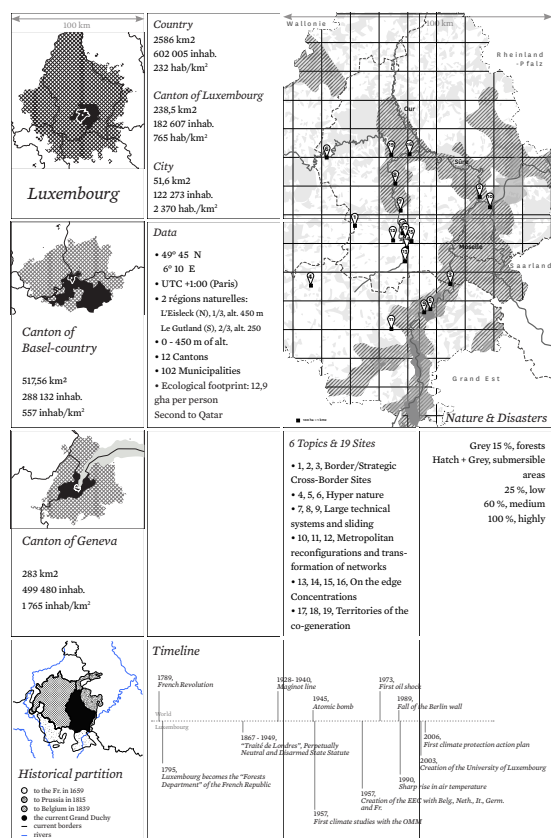 100 km
Luxembourg
Country
2586 km2
602 005 inhab.
232 hab/km²
Canton of Luxembourg
238,5 km2
182 607 inhab.
765 hab/km²
City
51,6 km2
122 273 inhab.
2 370 hab./km²
Wallonie
100 km
Rheinland
-Pfalz
Our
Sûre
Moselle
Saarland
Grand Est
Nature & Disasters
Canton of
Basel-country
517,56 km²
288 132 inhab.
557 inhab/km²
Data
• 49° 45 N
6° 10 E
• UTC +1:00 (Paris)
• 2 régions naturelles:
L'Eisleck (N), 1/3, alt. 450 m
Le Gutland (S), 2/3, alt. 250
• 0 - 450 m of alt.
• 12 Cantons
• 102 Municipalities
• Ecological footprint: 12,9
gha per person
Second to Qatar
Canton of Geneva
283 km2
499 480 inhab.
1 765 inhab/km²
6 Topics & 19 Sites
• 1, 2, 3, Border/Strategic
Cross-Border Sites
• 4, 5, 6, Hyper nature
• 7, 8, 9, Large technical
systems and sliding
• 10, 11, 12, Metropolitan
reconfigurations and trans-
formation of networks
• 13, 14, 15, 16, On the edge
Concentrations
• 17, 18, 19, Territories of the
co-generation
Grey 15 %, forests
Hatch + Grey, submersible
areas
25 %, low
60 %, medium
100 %, highly
Historical partition
to the Fr. in 1659
to Prussia in 1815
to Belgium in 1839
the current Grand Duchy
current borders
rivers
Timeline
1789,
French Revolution
1928- 1940,
Maginot line
1945,
Atomic bomb
1973,
First oil shock
1989,
Fall of the Berlin wall
World
Luxembourg
1795,
Luxembourg becomes the "Forests
Department" of the French Republic
1867 - 1949,
"Traité de Londres", Perpetually
Neutral and Disarmed State Statute
1957,
First climate studies with the OMM
1957,
Creation of the EEC with Belg., Neth., It., Germ.
and Fr.
1990,
Sharp rise in air temperature
2003,
Creation of the University of Luxembourg
2006,
First climate protection action plan